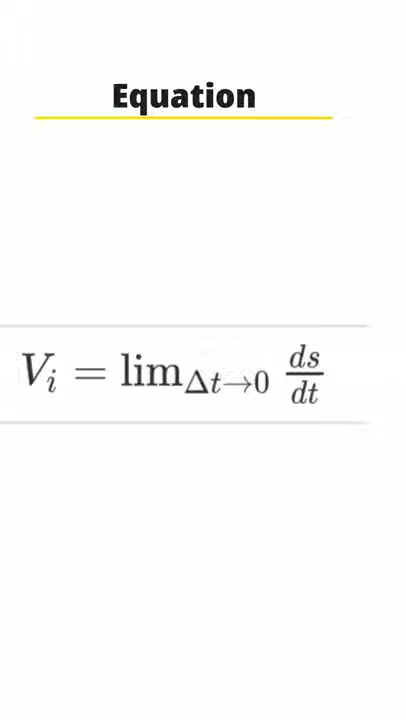 Equation
V_i = lim_{Δt→0} ds/dt